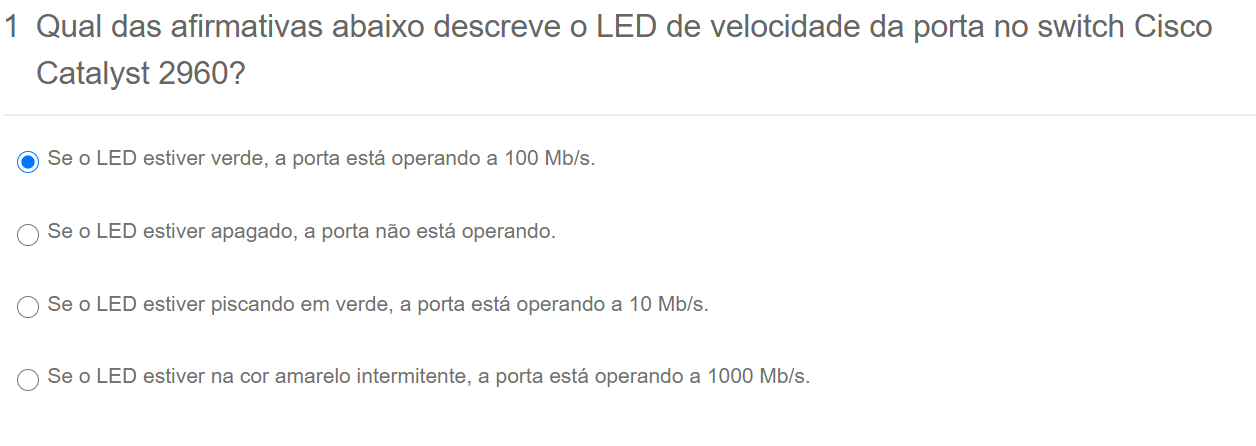 1 Qual das afirmativas abaixo descreve o LED de velocidade da porta no switch Cisco
Catalyst 2960?
Se o LED estiver verde, a porta está operando a 100 Mb/s.
Se o LED estiver apagado, a porta não está operando.
Se o LED estiver piscando em verde, a porta está operando a 10 Mb/s.
Se o LED estiver na cor amarelo intermitente, a porta está operando a 1000 Mb/s.